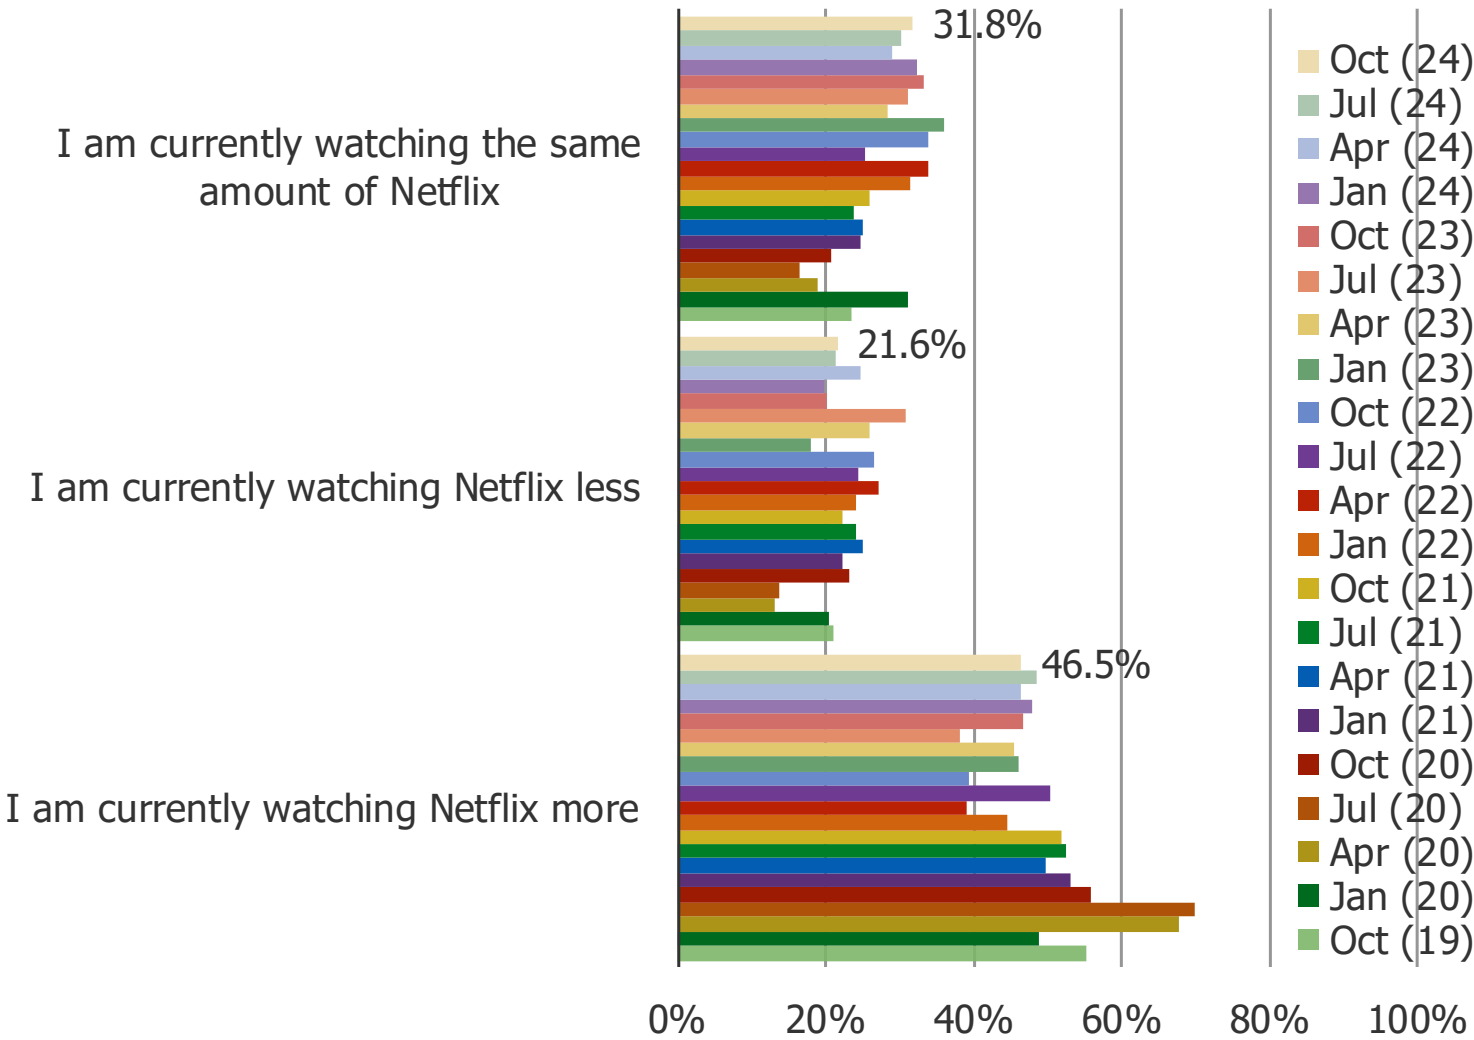 I am currently watching the same
amount of Netflix
31.8%
I am currently watching Netflix less
21.6%
I am currently watching Netflix more
46.5%
0%
20%
40%
60%
80%
100%
Oct (24)
Jul (24)
Apr (24)
Jan (24)
Oct (23)
Jul (23)
Apr (23)
Jan (23)
Oct (22)
Jul (22)
Apr (22)
Jan (22)
Oct (21)
Jul (21)
Apr (21)
Jan (21)
Oct (20)
Jul (20)
Apr (20)
Jan (20)
Oct (19)